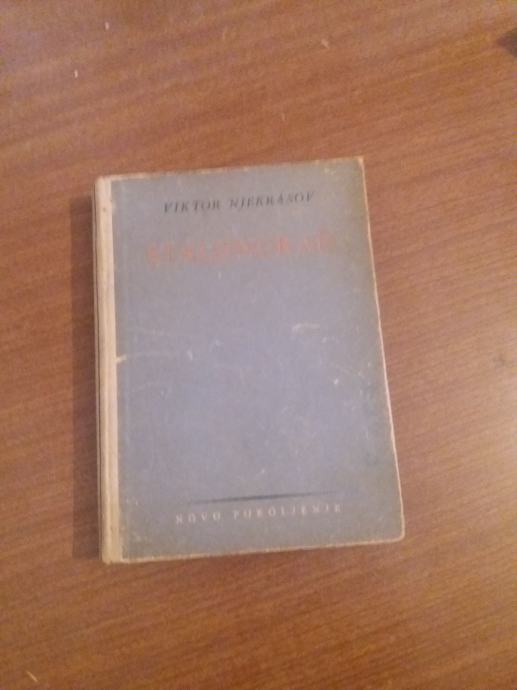 VIKTOR NJEKRASOV
STALJINGRAD
NOVO POKOLJENJE